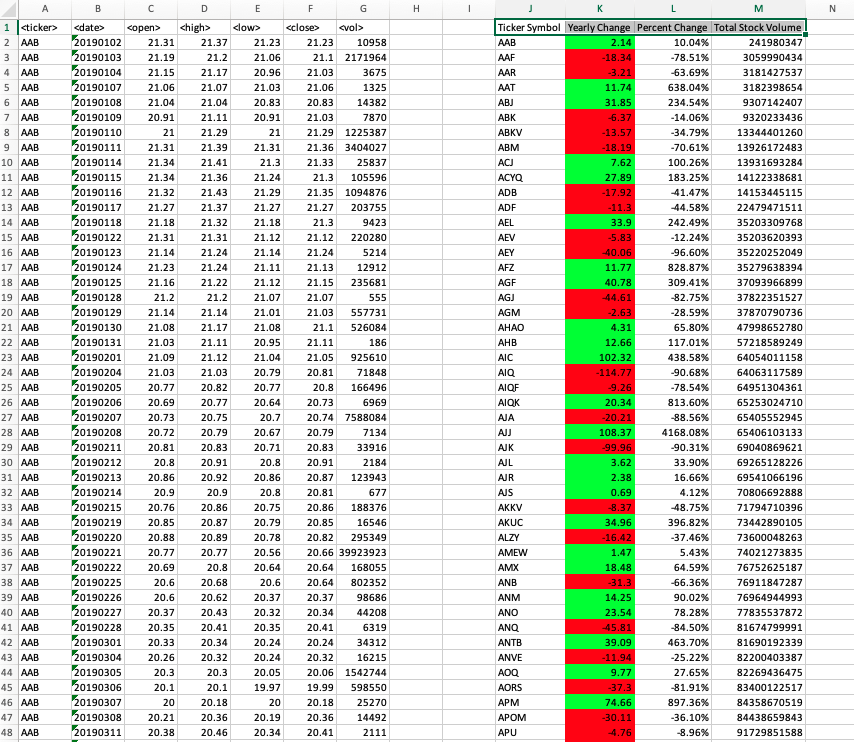 A B C D E F G H I J K L M N
1 <ticker> <date> <open> <high> <low> <close> <vol> Ticker Symbol Yearly Change Percent Change Total Stock Volume
2 AAB 20190102 21.31 21.37 21.23 21.23 10958 AAB 2.14 10.04% 241980347
3 AAB 20190103 21.19 21.2 21.06 21.1 2171964 AAF -18.34 -78.51% 3059990434
4 AAB 20190104 21.15 21.17 20.96 21.03 3675 AAR -3.21 -63.69% 3181427537
5 AAB 20190107 21.06 21.07 21.03 21.06 1325 AAT 11.74 638.04% 3182398654
6 AAB 20190108 21.04 21.04 20.83 20.83 14382 ABJ 31.85 234.54% 9307142407
7 AAB 20190109 20.91 21.11 20.91 21.03 7870 ABK -6.37 -14.06% 9320233436
8 AAB 20190110 21 21.29 21 21.29 1225387 ABKV -13.57 -34.79% 13344401260
9 AAB 20190111 21.31 21.39 21.31 21.36 3404027 ABM -18.19 -70.61% 13926172483
10 AAB 20190114 21.34 21.41 21.3 21.33 25837 ACJ 7.62 100.26% 13931693284
11 AAB 20190115 21.34 21.36 21.24 21.3 105596 ACYQ 27.89 183.25% 14122338681
12 AAB 20190116 21.32 21.43 21.29 21.35 1094876 ADB -17.92 -41.47% 14153445115
13 AAB 20190117 21.27 21.37 21.27 21.27 203755 ADF -11.3 -44.58% 22479471511
14 AAB 20190118 21.18 21.32 21.18 21.3 9423 AEL 33.9 242.49% 35203309768
15 AAB 20190122 21.31 21.31 21.12 21.12 220280 AEV -5.83 -12.24% 35203620393
16 AAB 20190123 21.14 21.24 21.14 21.24 5214 AEY -40.06 -96.60% 35220252049
17 AAB 20190124 21.23 21.24 21.11 21.13 12912 AFZ 11.77 828.87% 35279638394
18 AAB 20190125 21.16 21.22 21.12 21.15 235681 AGF 40.78 309.41% 37093966899
19 AAB 20190128 21.2 21.2 21.07 21.07 555 AGJ -44.61 -82.75% 37822351527
20 AAB 20190129 21.14 21.14 21.01 21.03 557731 AGM -2.63 -28.59% 37870790736
21 AAB 20190130 21.08 21.17 21.08 21.1 526084 AHAO 4.31 65.80% 47998652780
22 AAB 20190131 21.03 21.11 20.95 21.11 186 AHB 12.66 117.01% 57218589249
23 AAB 20190201 21.09 21.12 21.04 21.05 925610 AIC 102.32 438.58% 64054011158
24 AAB 20190204 21.03 21.03 20.79 20.81 71848 AIQ -114.77 -90.68% 64063117589
25 AAB 20190205 20.77 20.82 20.77 20.8 166496 AIQF -9.26 -78.54% 64951304361
26 AAB 20190206 20.69 20.77 20.64 20.73 6969 AIQK 20.34 813.60% 65253024710
27 AAB 20190207 20.73 20.75 20.7 20.74 7588084 AJA -20.21 -88.56% 65405552945
28 AAB 20190208 20.72 20.79 20.67 20.79 7134 AJJ 108.37 4168.08% 65406103133
29 AAB 20190211 20.81 20.83 20.71 20.83 33916 AJK -99.96 -90.31% 69040869621
30 AAB 20190212 20.8 20.91 20.8 20.91 2184 AJL 3.62 33.90% 69265128226
31 AAB 20190213 20.86 20.92 20.86 20.87 123943 AJR 2.38 16.66% 69541066196
32 AAB 20190214 20.9 20.9 20.8 20.81 677 AJS 0.69 4.12% 70806692888
33 AAB 20190215 20.76 20.86 20.75 20.86 188376 AKKV -8.37 -48.75% 71794710396
34 AAB 20190219 20.85 20.87 20.79 20.85 16546 AKUC 34.96 396.82% 73442890105
35 AAB 20190220 20.88 20.89 20.78 20.82 295349 ALZY -16.42 -37.46% 73600048263
36 AAB 20190221 20.77 20.77 20.56 20.66 39923923 AMEW 1.47 5.43% 74021273835
37 AAB 20190222 20.69 20.8 20.64 20.64 168055 AMX 18.48 64.59% 76752625187
38 AAB 20190225 20.6 20.68 20.6 20.64 802352 ANB -31.3 -66.36% 76911847287
39 AAB 20190226 20.6 20.62 20.37 20.37 98686 ANM 14.25 90.02% 76964944993
40 AAB 20190227 20.37 20.43 20.32 20.34 44208 ANO 23.54 78.28% 77835537872
41 AAB 20190228 20.35 20.41 20.35 20.41 6319 ANQ -45.81 -84.50% 81674799991
42 AAB 20190301 20.33 20.34 20.24 20.24 34312 ANTB 39.09 463.70% 81690192339
43 AAB 20190304 20.26 20.32 20.24 20.32 16215 ANVE -11.94 -25.22% 82200403387
44 AAB 20190305 20.3 20.3 20.05 20.06 1542744 AOQ 9.77 27.65% 82269436475
45 AAB 20190306 20.1 20.1 19.97 19.99 598550 AORS -37.3 -81.91% 83400122517
46 AAB 20190307 20 20.18 20 20.18 25270 APM 74.66 897.36% 84358670519
47 AAB 20190308 20.21 20.36 20.19 20.36 14492 APOM -30.11 -36.10% 84438659843
48 AAB 20190311 20.38 20.46 20.34 20.41 2111 APU -4.76 -8.96% 91729851588